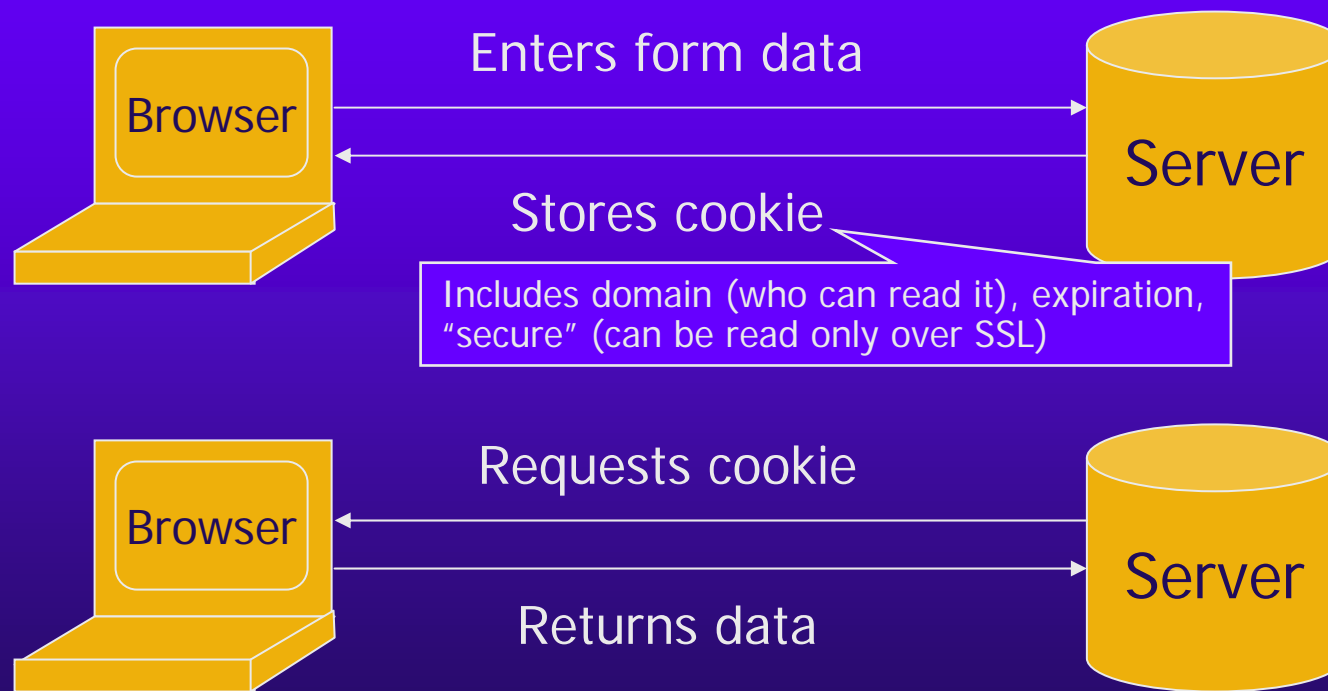 Enters form data
Browser
Server
Stores cookie
Includes domain (who can read it), expiration,
“secure” (can be read only over SSL)
Requests cookie
Browser
Server
Returns data